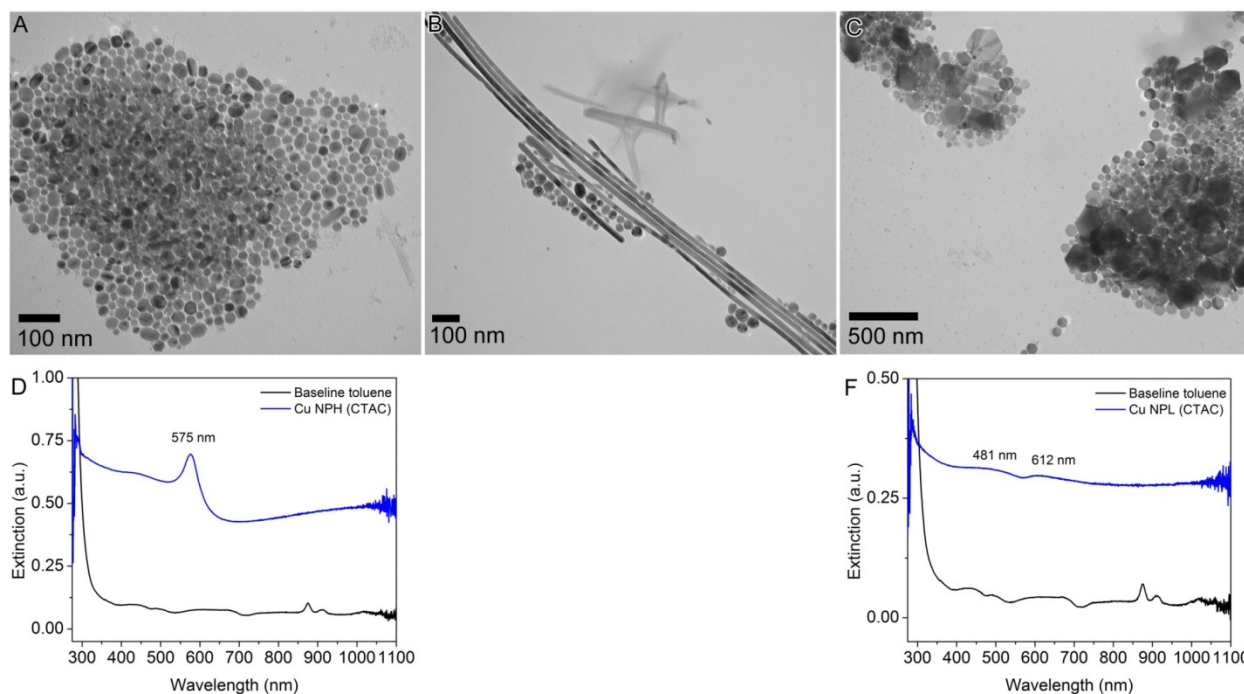 A
100 nm
B
100 nm
C
500 nm
D
1.00
0.75
0.50
0.25
0.00
Extinction (a.u.)
Baseline toluene
Cu NPH (CTAC)
575 nm
300 400 500 600 700 800 900 1000 1100
Wavelength (nm)
F
0.50
0.25
0.00
Extinction (a.u.)
Baseline toluene
Cu NPL (CTAC)
481 nm
612 nm
300 400 500 600 700 800 900 1000 1100
Wavelength (nm)